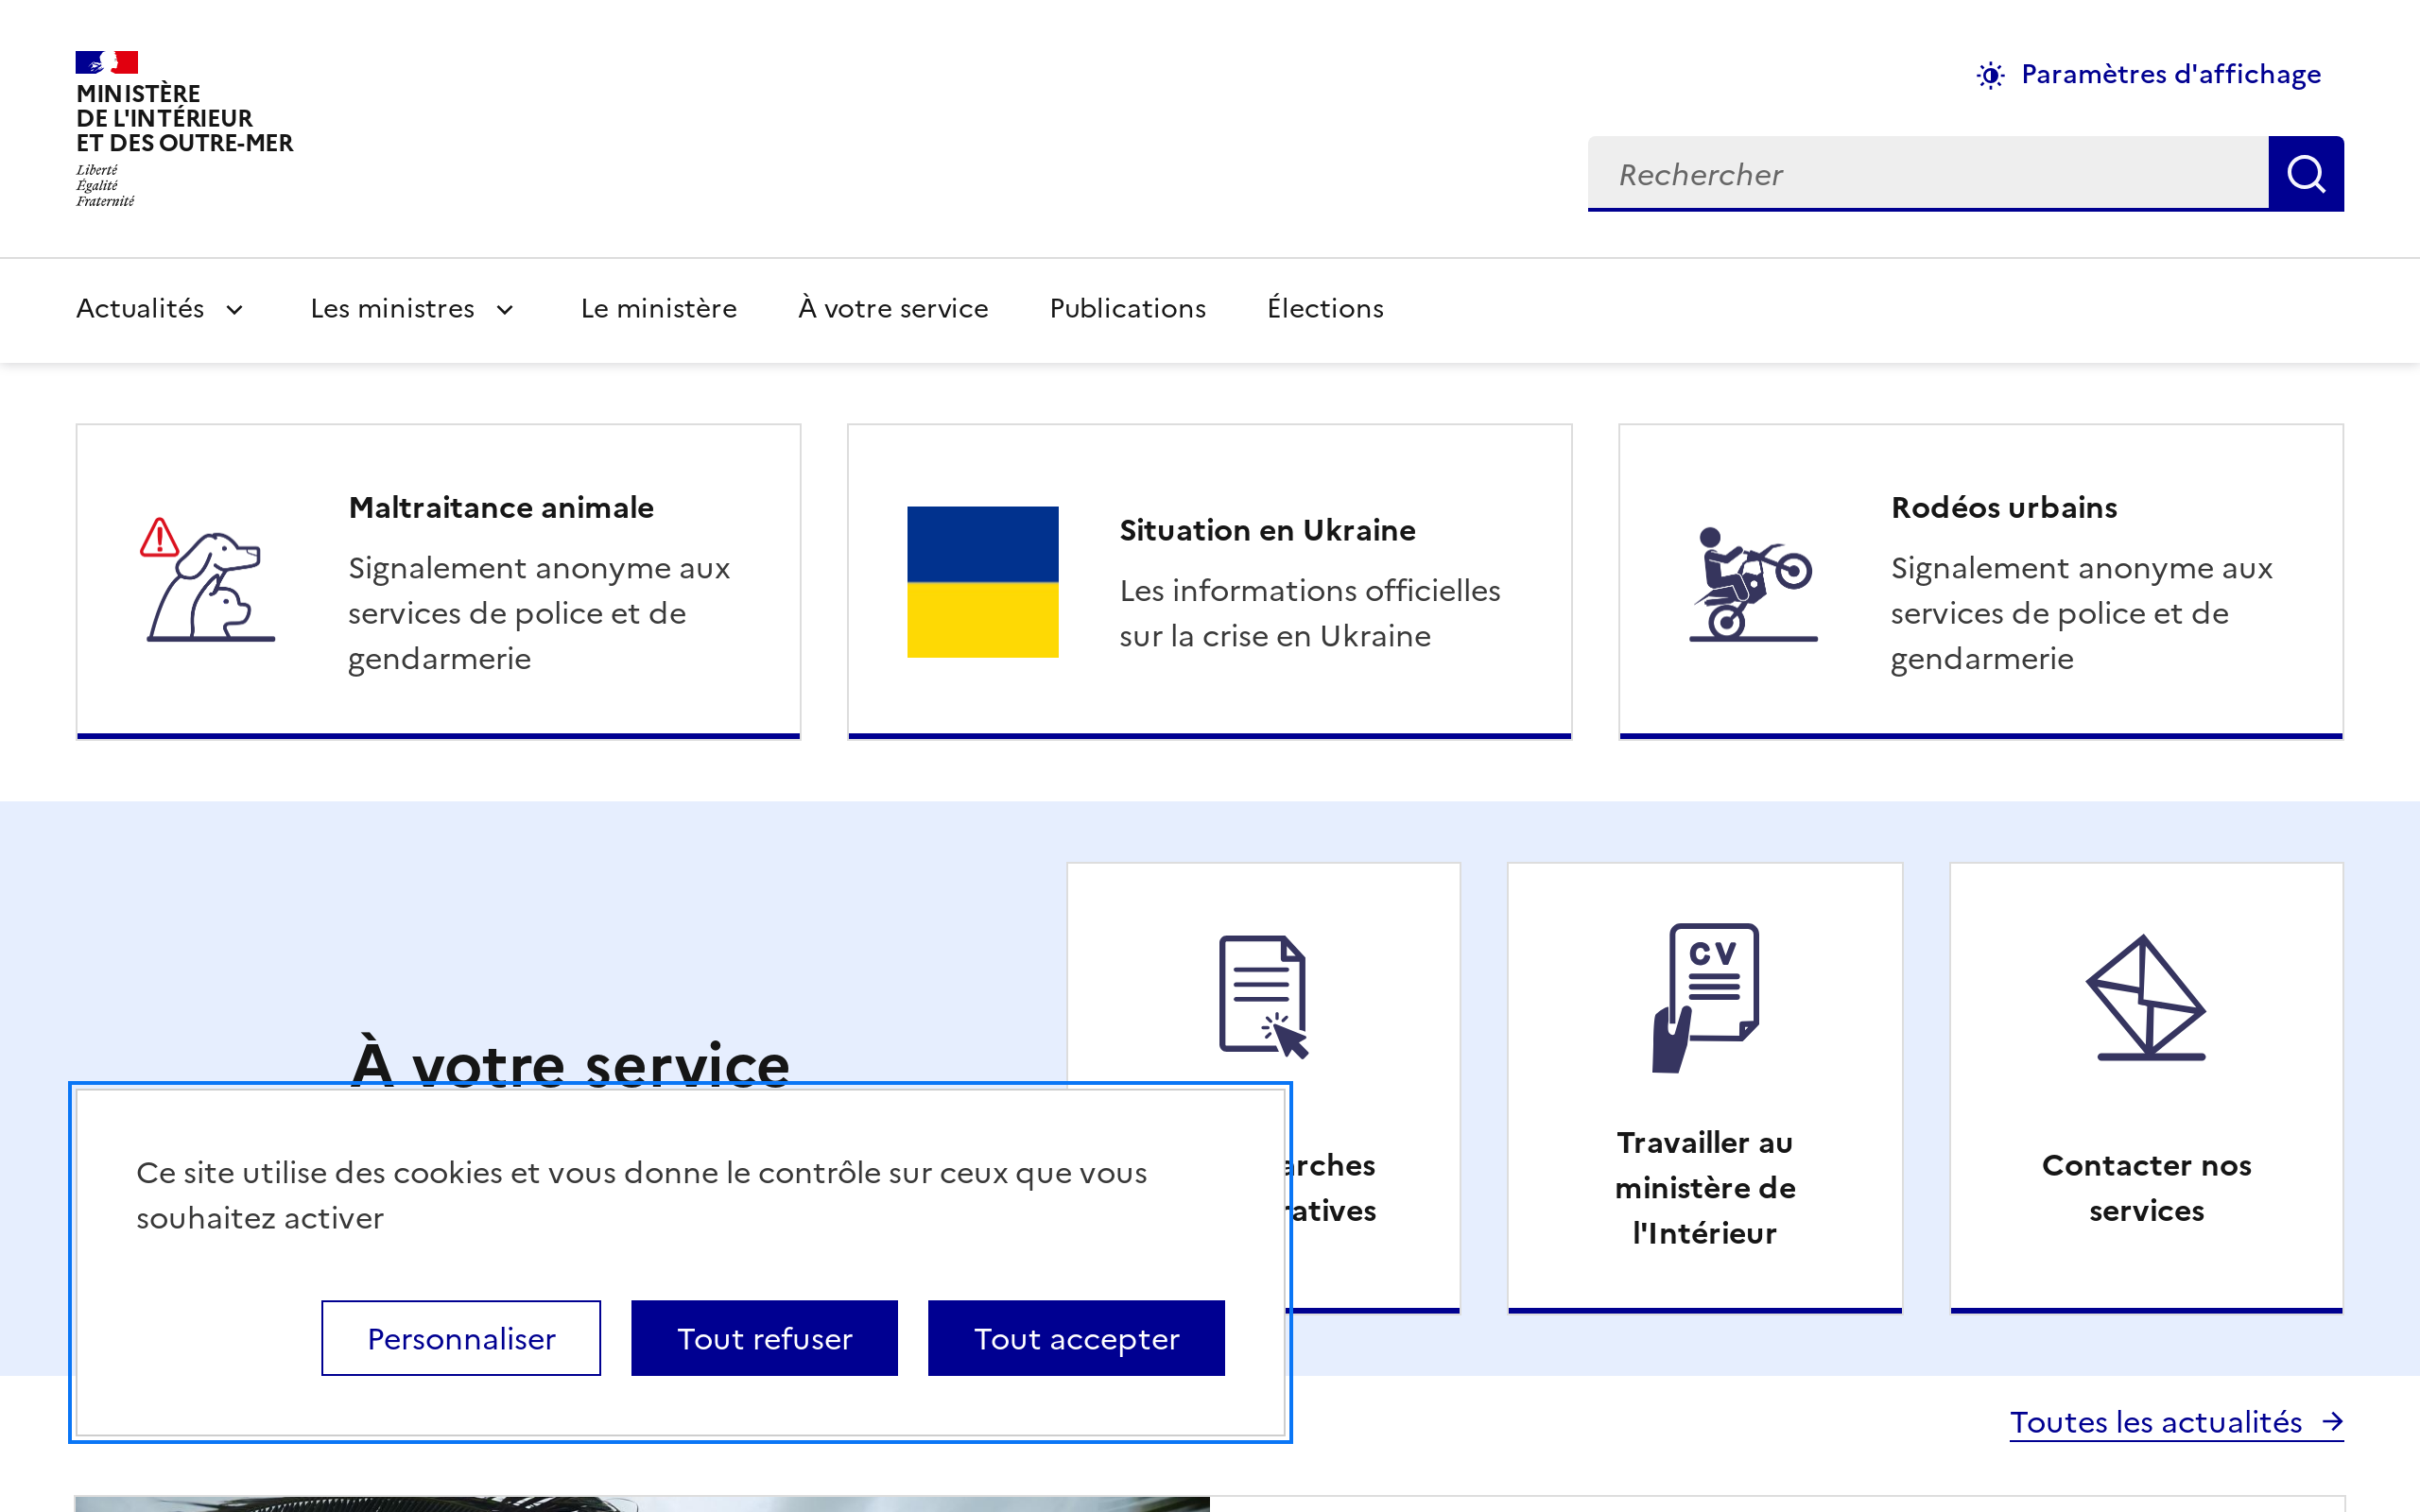 MINISTÈRE
DE L'INTÉRIEUR
ET DES OUTRE-MER
Liberté
Égalité
Fraternité
Paramètres d'affichage
Rechercher
Actualités
Les ministres
Le ministère
À votre service
Publications
Élections
Maltraitance animale
Signalement anonyme aux
services de police et de
gendarmerie
Situation en Ukraine
Les informations officielles
sur la crise en Ukraine
Rodéos urbains
Signalement anonyme aux
services de police et de
gendarmerie
À votre service
CV
Travailler au
ministère de
l'Intérieur
Contacter nos
services
Ce site utilise des cookies et vous donne le contrôle sur ceux que vous
souhaitez activer
Personnaliser
Tout refuser
Tout accepter
Toutes les actualités